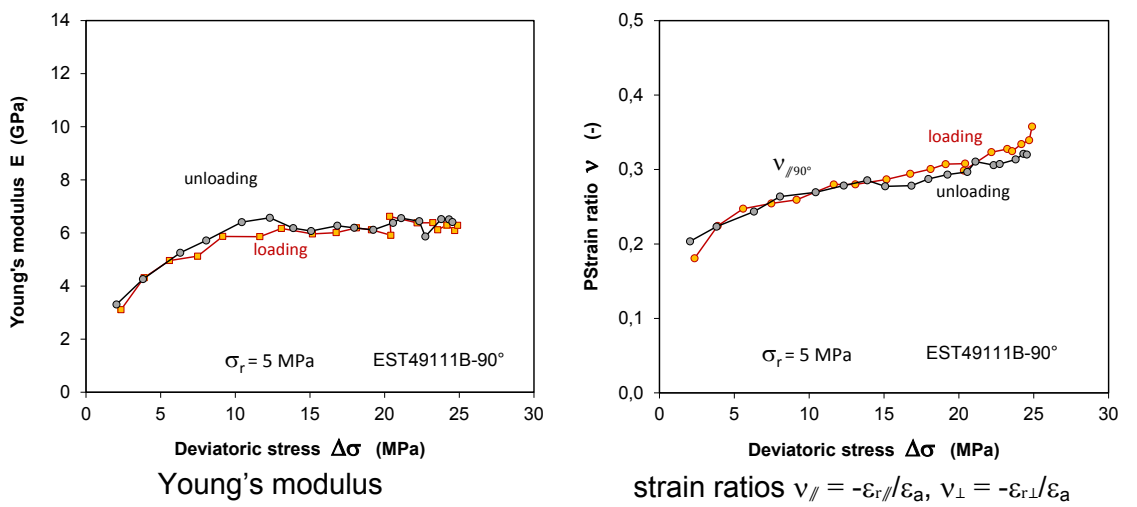 14
12
10
8
6
4
2
0
Young's modulus E (GPa)
unloading
loading
σr = 5 MPa
EST49111B-90°
0 5 10 15 20 25 30
Deviatoric stress Δσ (MPa)
Young's modulus
0,5
0,4
0,3
0,2
0,1
0,0
PStrain ratio ν (-)
loading
ν//90°
unloading
σr = 5 MPa
EST49111B-90°
0 5 10 15 20 25 30
Deviatoric stress Δσ (MPa)
strain ratios ν// = -εr///εa, ν⊥ = -εr⊥/εa